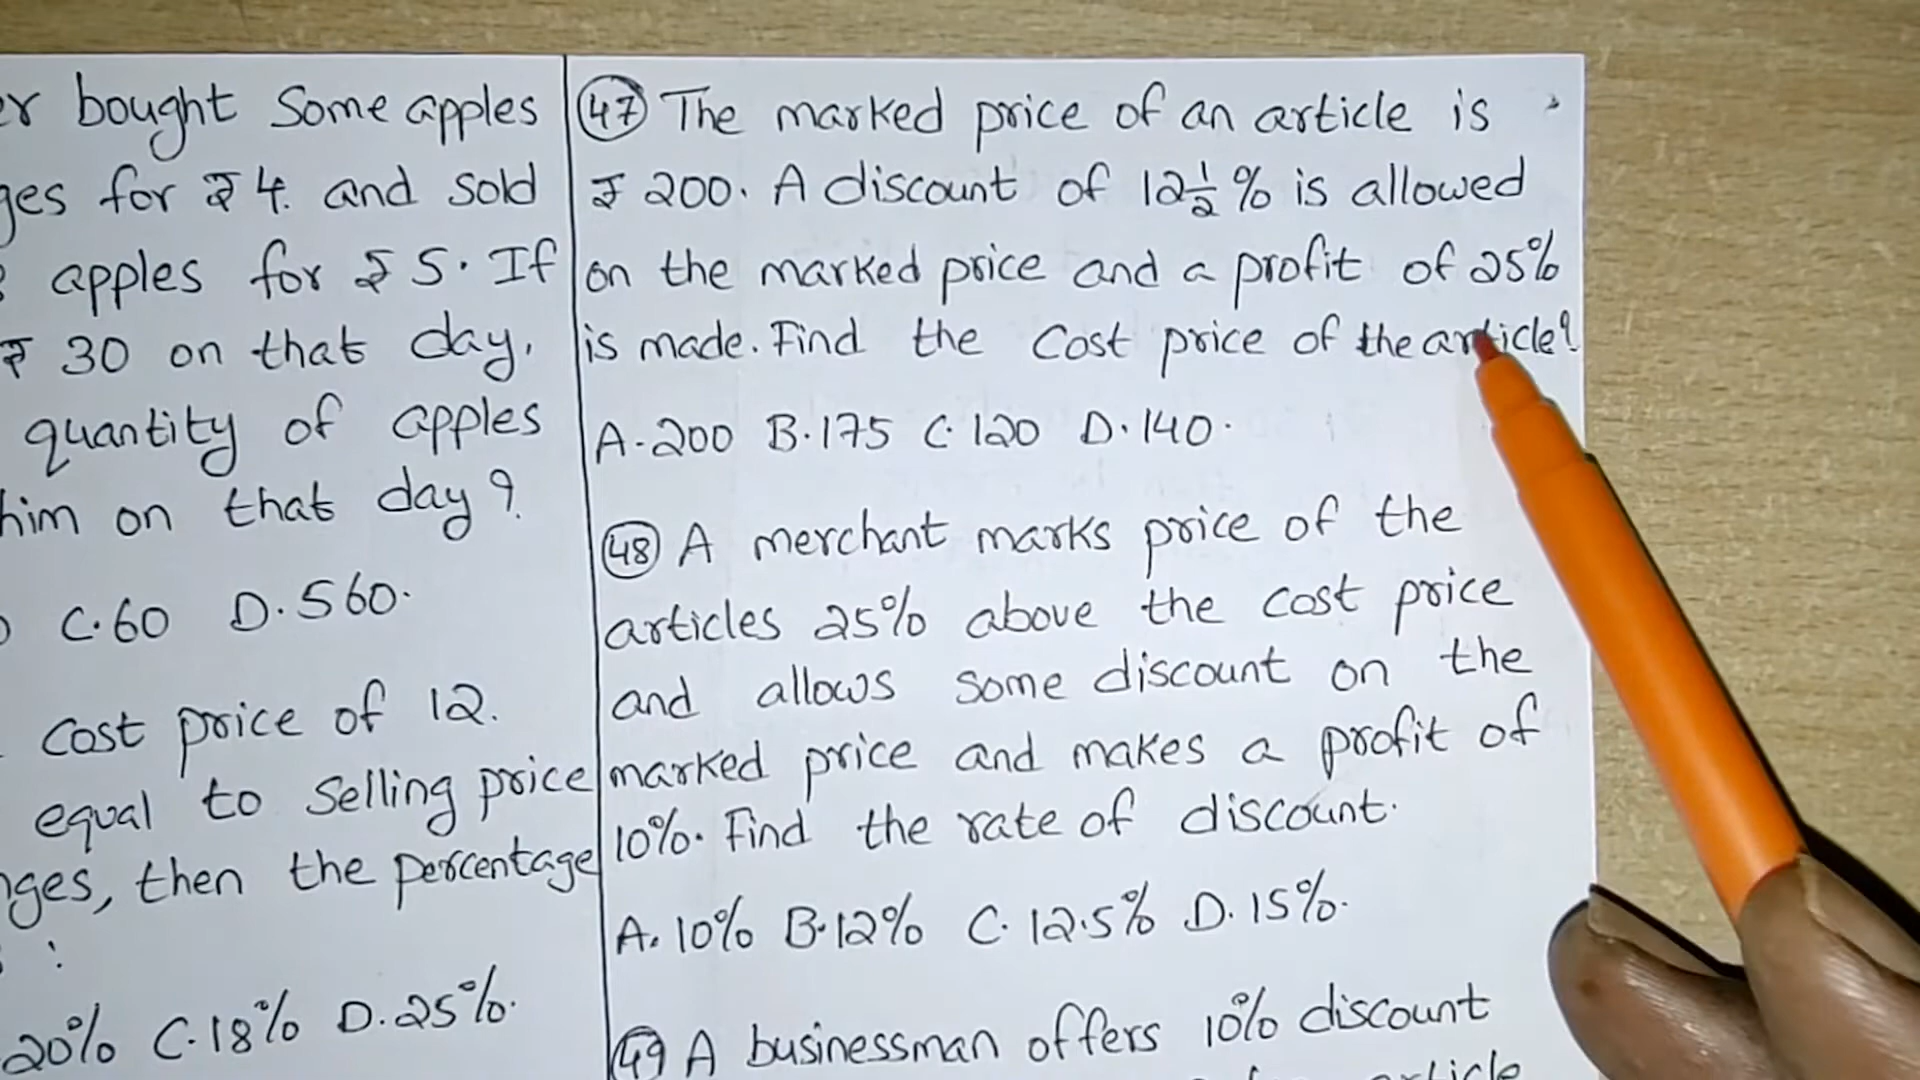 bought Some apples
for ₹ 4. and sold
apples for ₹ 5. If
₹ 30 on that day,
quantity of apples
him on that day?
C.60 D.560.
cost price of 12.
equal to selling price
then the percentage
:
20% C.18% D.25%.
47 The marked price of an article is
₹ 200. A discount of 12½% is allowed
on the marked price and a profit of 25%
is made. Find the cost price of the article?
A.200 B.175 C.120 D.140.
48 A merchant marks price of the
articles 25% above the cost price
and allows some discount on the
marked price and makes a profit of
10%. Find the rate of discount.
A. 10% B.12% C. 12.5% D. 15%.
49 A businessman offers 10% discount